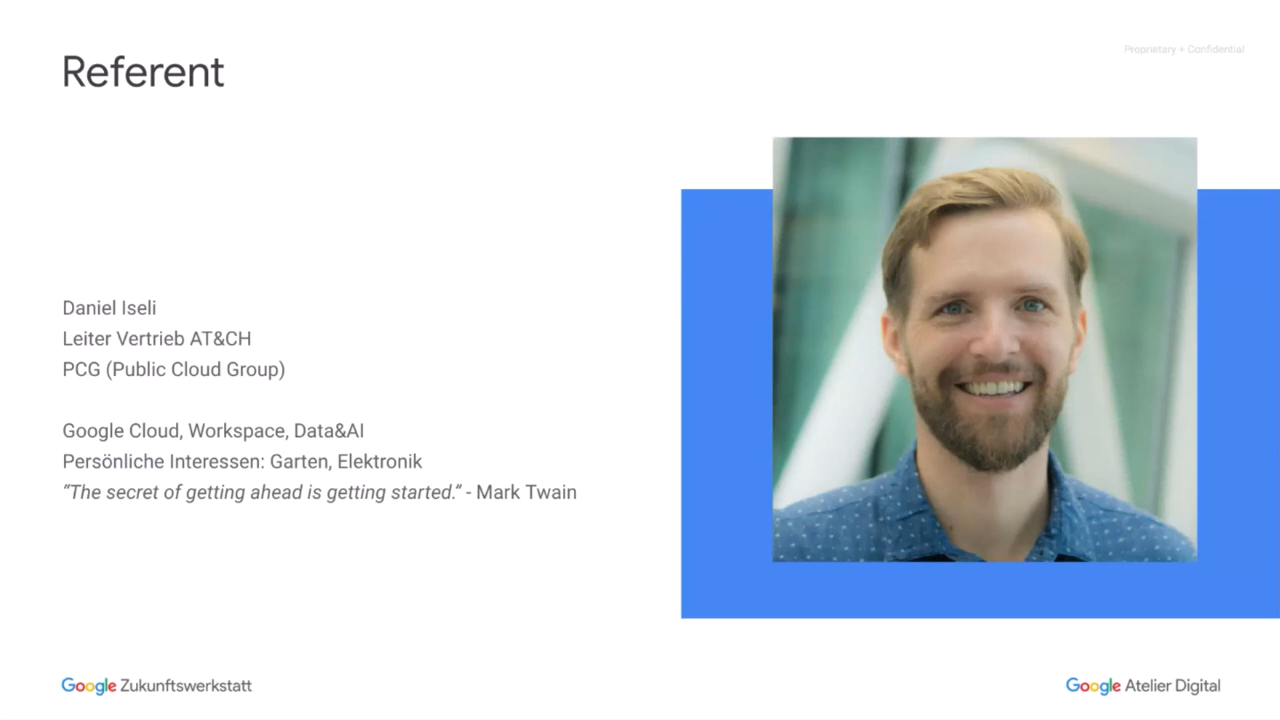 Referent
Proprietary + Confidential
Daniel Iseli
Leiter Vertrieb AT&CH
PCG (Public Cloud Group)
Google Cloud, Workspace, Data&AI
Persönliche Interessen: Garten, Elektronik
“The secret of getting ahead is getting started.” - Mark Twain
Google Zukunftswerkstatt
Google Atelier Digital